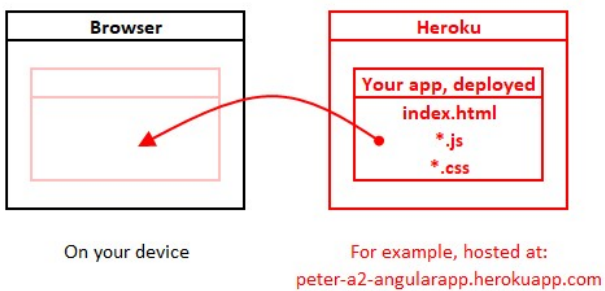 Browser
Heroku
Your app, deployed
index.html
*.js
*.css
On your device
For example, hosted at:
peter-a2-angularapp.herokuapp.com